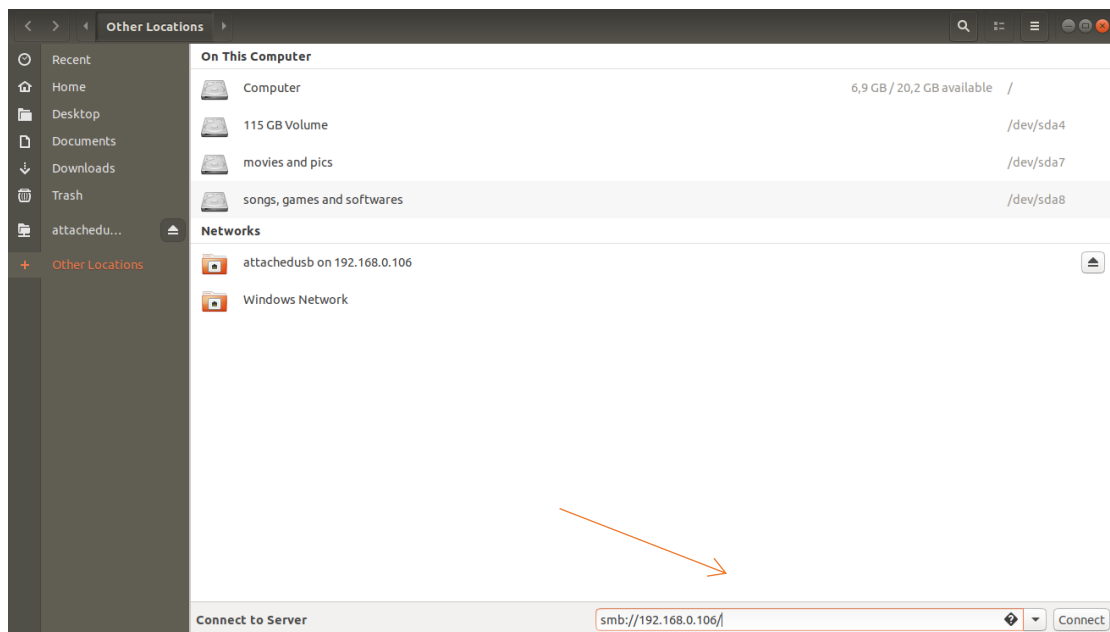 Other Locations
Recent
Home
Desktop
Documents
Downloads
Trash
attachedu...
Other Locations
On This Computer
Computer 6,9 GB / 20,2 GB available /
115 GB Volume /dev/sda4
movies and pics /dev/sda7
songs, games and softwares /dev/sda8
Networks
attachedusb on 192.168.0.106
Windows Network
Connect to Server smb://192.168.0.106/ Connect